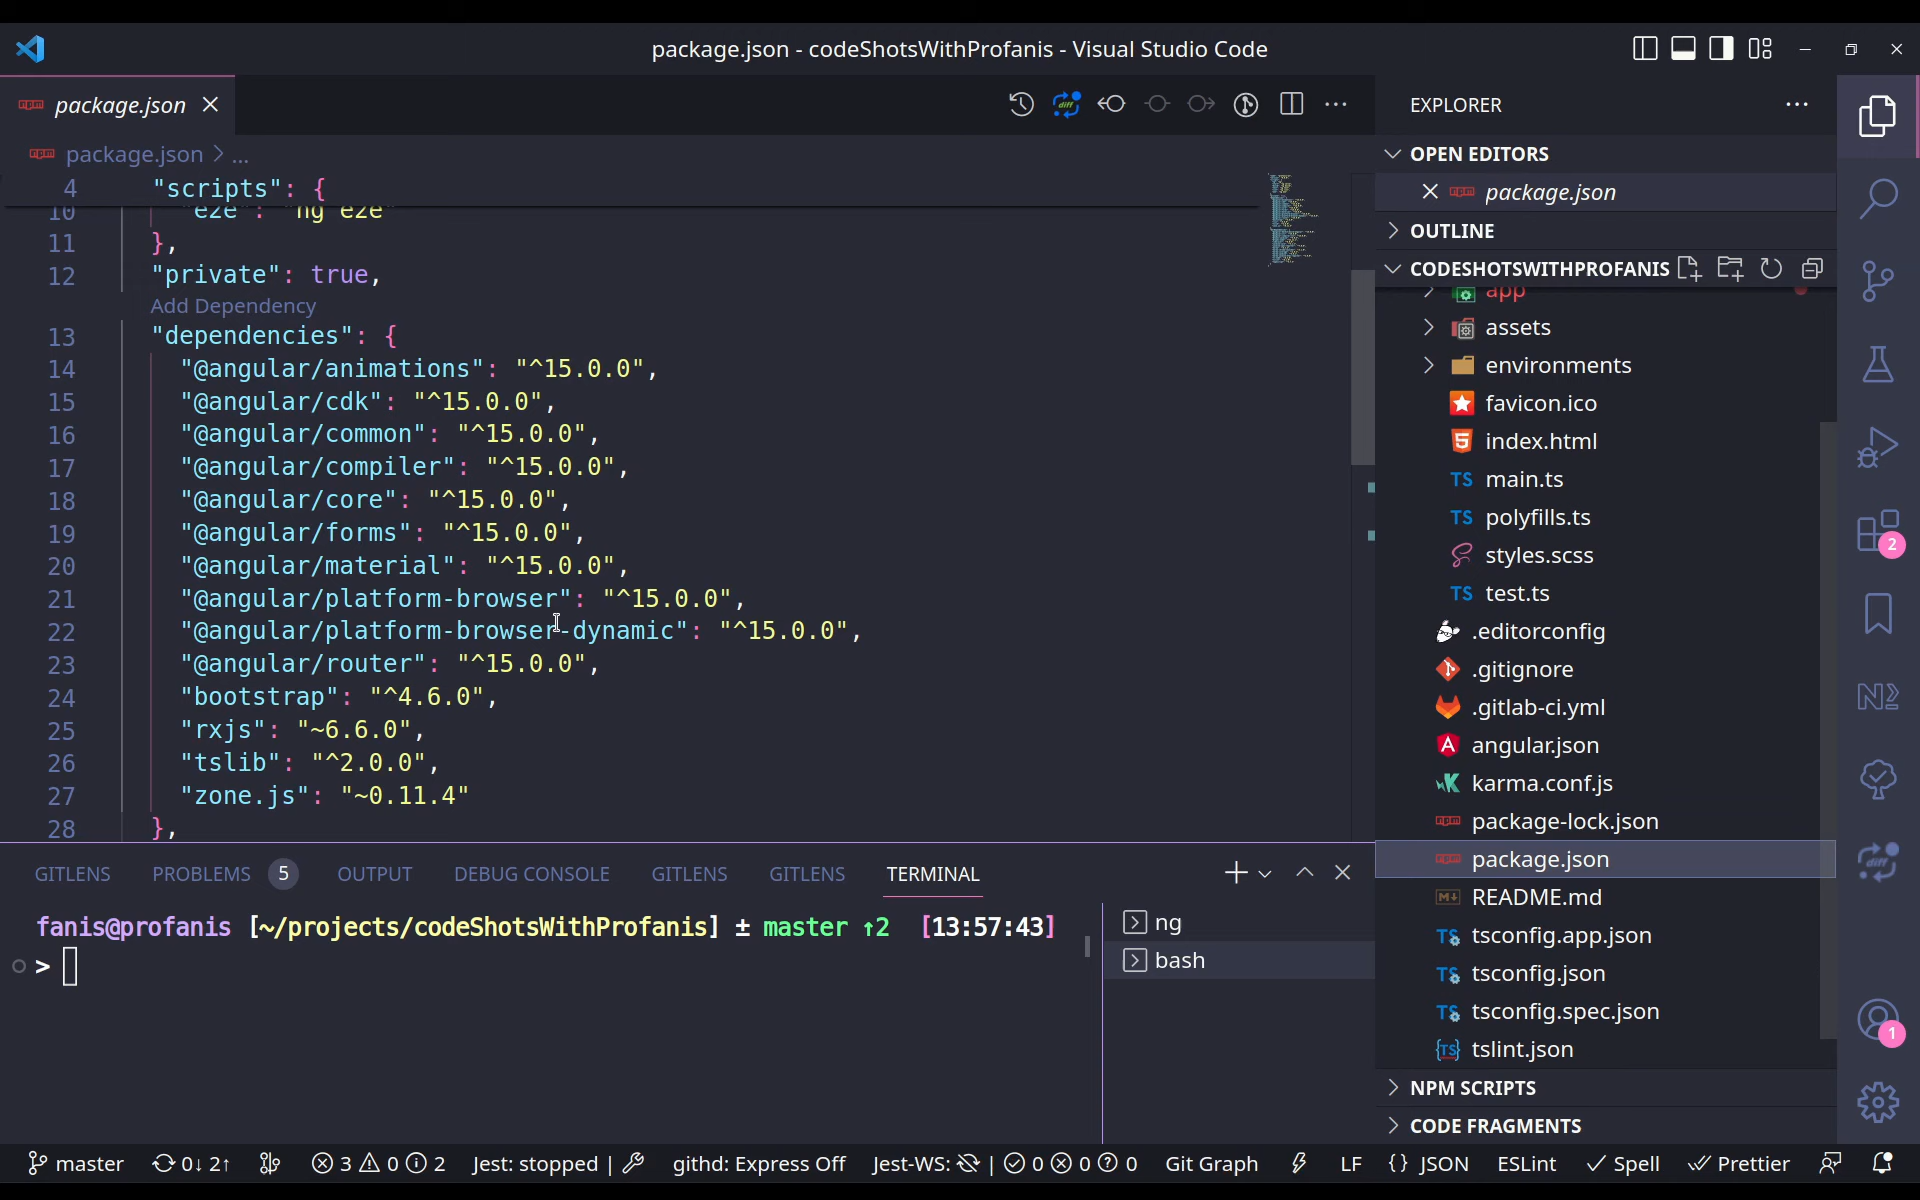 package.json - codeShotsWithProfanis - Visual Studio Code
package.json
package.json > ...
4 "scripts": {
10 "e2e": "ng e2e"
11 },
12 "private": true,
Add Dependency
13 "dependencies": {
14 "@angular/animations": "^15.0.0",
15 "@angular/cdk": "^15.0.0",
16 "@angular/common": "^15.0.0",
17 "@angular/compiler": "^15.0.0",
18 "@angular/core": "^15.0.0",
19 "@angular/forms": "^15.0.0",
20 "@angular/material": "^15.0.0",
21 "@angular/platform-browser": "^15.0.0",
22 "@angular/platform-browser-dynamic": "^15.0.0",
23 "@angular/router": "^15.0.0",
24 "bootstrap": "^4.6.0",
25 "rxjs": "~6.6.0",
26 "tslib": "^2.0.0",
27 "zone.js": "~0.11.4"
28 },
GITLENS PROBLEMS 5 OUTPUT DEBUG CONSOLE GITLENS GITLENS TERMINAL
fanis@profanis [~/projects/codeShotsWithProfanis] ± master ↑2 [13:57:43]
>
ng
bash
EXPLORER
OPEN EDITORS
package.json
OUTLINE
CODESHOTSWITHPROFANIS
app
assets
environments
favicon.ico
index.html
TS main.ts
TS polyfills.ts
styles.scss
TS test.ts
.editorconfig
.gitignore
.gitlab-ci.yml
angular.json
karma.conf.js
package-lock.json
package.json
README.md
tsconfig.app.json
tsconfig.json
tsconfig.spec.json
tslint.json
NPM SCRIPTS
CODE FRAGMENTS
2
diff
1
master 0↓ 2↑ 3 0 2 Jest: stopped | githd: Express Off Jest-WS: | 0 0 0 Git Graph LF {} JSON ESLint Spell Prettier